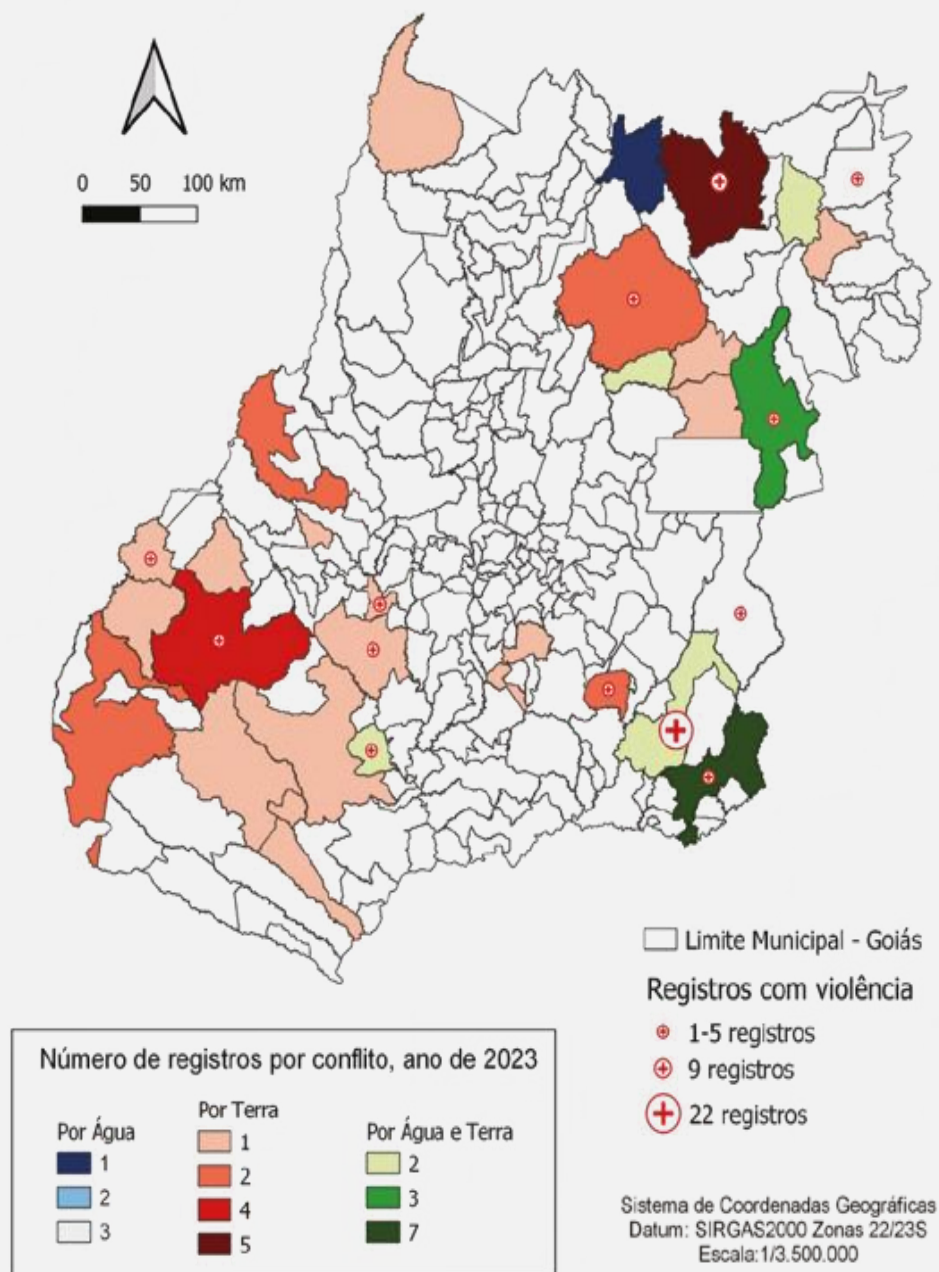 0 50 100 km
Limite Municipal - Goiás
Registros com violência
1-5 registros
9 registros
22 registros
Número de registros por conflito, ano de 2023
Por Água
1
2
3
Por Terra
1
2
4
5
Por Água e Terra
2
3
7
Sistema de Coordenadas Geográficas
Datum: SIRGAS2000 Zonas 22/23S
Escala:1/3.500.000